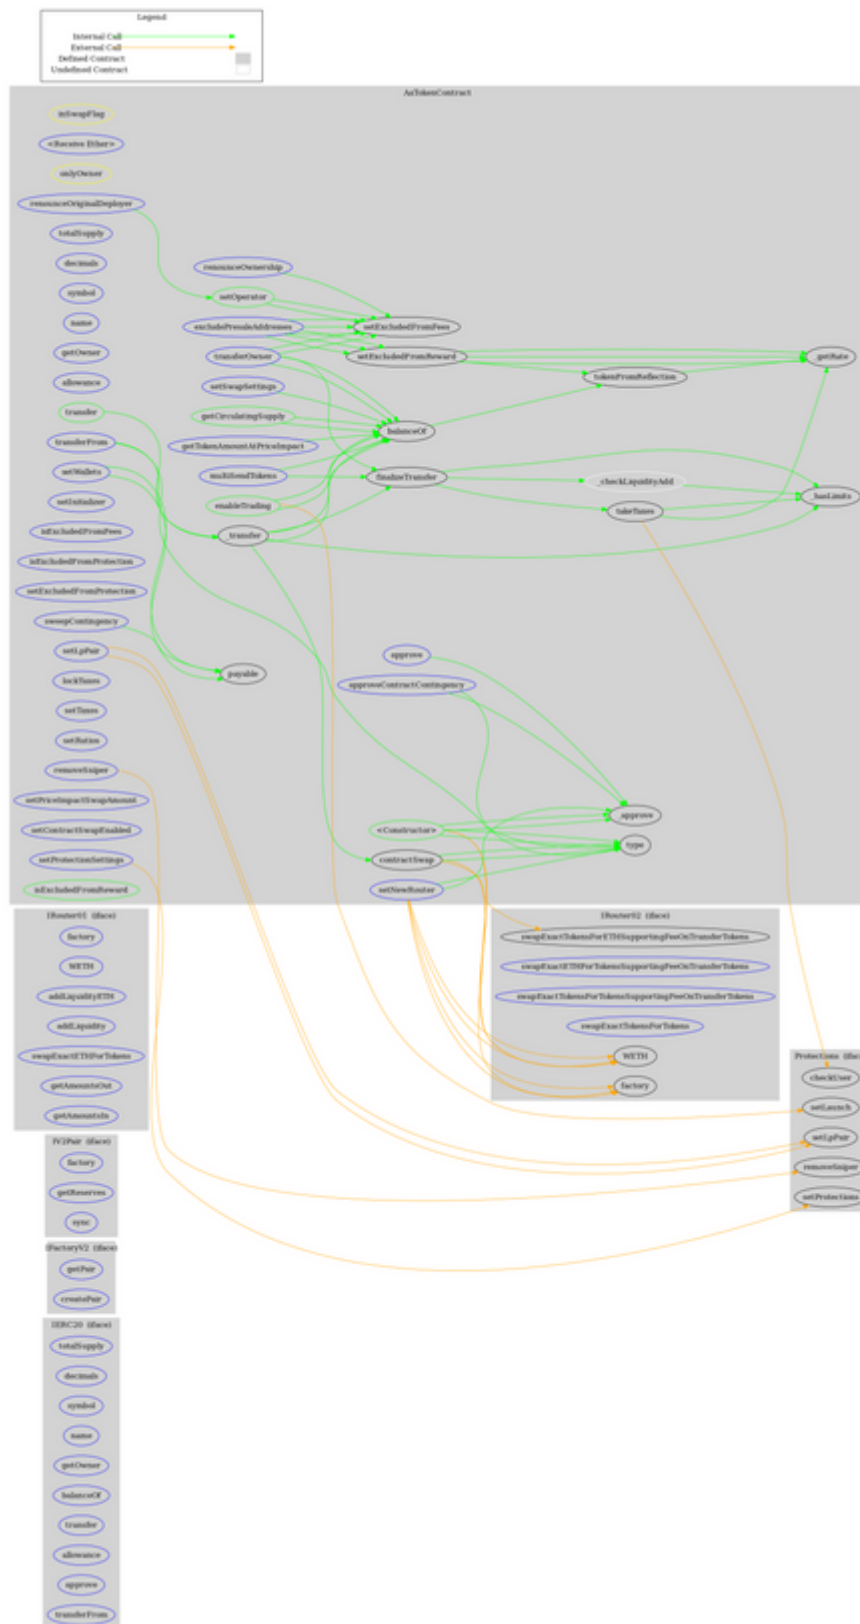 Legend
Internal Call
External Call
Defined Contract
Undefined Contract
AsTokenContract
inSwapFlag
<Receive Ether>
onlyOwner
renounceOriginalDeployer
totalSupply
decimals
symbol
name
getOwner
allowance
transfer
transferFrom
setWallets
setInitializer
isExcludedFromFees
isExcludedFromProtection
setExcludedFromProtection
sweepContingency
setLpPair
lockTaxes
setTaxes
setRatios
removeSniper
setPriceImpactSwapAmount
setContractSwapEnabled
setProtectionSettings
isExcludedFromReward
renounceOwnership
setOperator
excludePresaleAddresses
transferOwner
setSwapSettings
getCirculatingSupply
getTokenAmountAtPriceImpact
multiSendTokens
enableTrading
_transfer
payable
setExcludedFromFees
setExcludedFromReward
balanceOf
finalizeTransfer
approve
approveContractContingency
<Constructor>
contractSwap
setNewRouter
tokenFromReflection
_checkLiquidityAdd
takeTaxes
_approve
type
_getRate
_hasLimits
IRouter01 (iface)
factory
WETH
addLiquidityETH
addLiquidity
swapExactETHForTokens
getAmountsOut
getAmountsIn
IRouter02 (iface)
swapExactTokensForETHSupportingFeeOnTransferTokens
swapExactETHForTokensSupportingFeeOnTransferTokens
swapExactTokensForTokensSupportingFeeOnTransferTokens
swapExactTokensForTokens
WETH
factory
Protections (iface)
checkUser
setLaunch
setLpPair
removeSniper
setProtections
IV2Pair (iface)
factory
getReserves
sync
IFactoryV2 (iface)
getPair
createPair
IERC20 (iface)
totalSupply
decimals
symbol
name
getOwner
balanceOf
transfer
allowance
approve
transferFrom